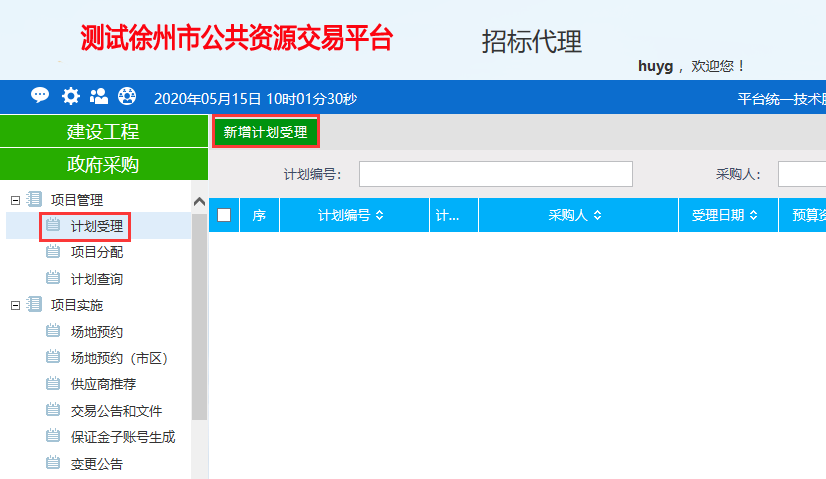 测试徐州市公共资源交易平台
招标代理
huyg ，欢迎您！
2020年05月15日 10时01分30秒
平台统一技术
建设工程
政府采购
新增计划受理
计划编号：
采购人：
序
计划编号
计...
采购人
受理日期
预算
项目管理
计划受理
项目分配
计划查询
项目实施
场地预约
场地预约（市区）
供应商推荐
交易公告和文件
保证金子账号生成
变更公告